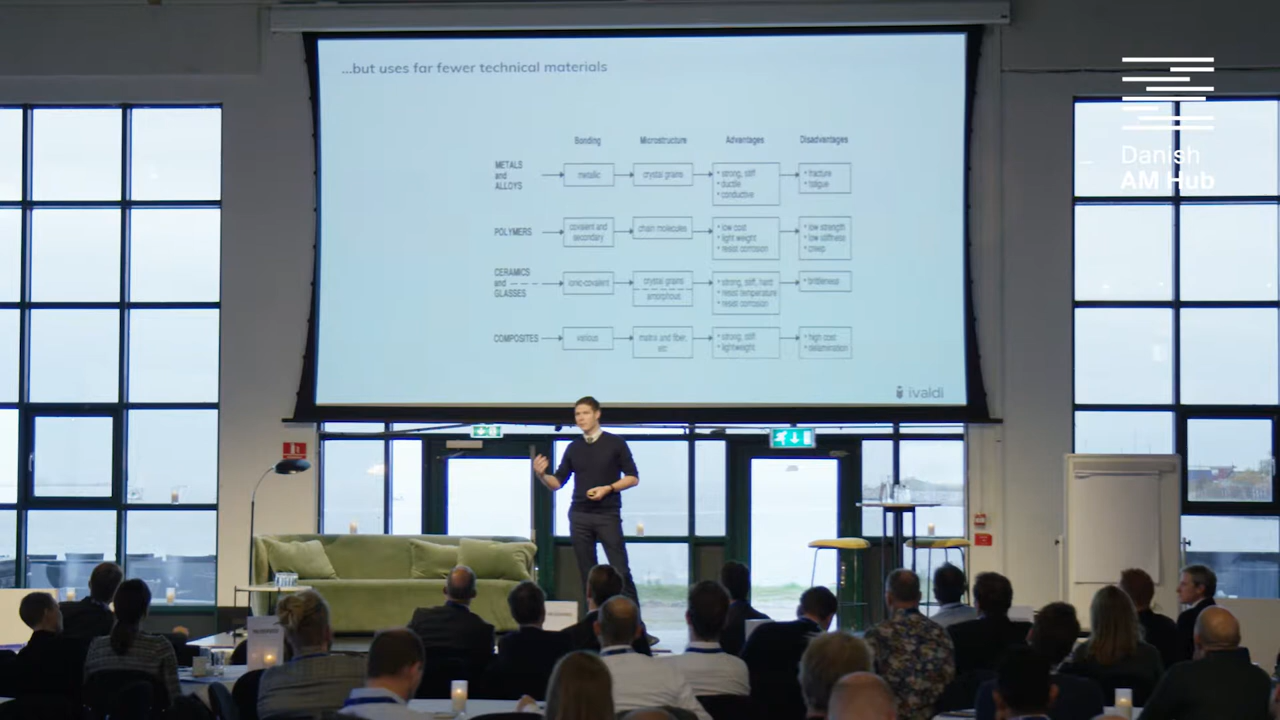 ...but uses far fewer technical materials
Bonding Microstructure Advantages Disadvantages
METALS
and
ALLOYS
metallic
crystal grains
• strong, stiff
• ductile
• conductive
• fracture
• fatigue
POLYMERS
covalent and
secondary
chain molecules
• low cost
• light weight
• resist corrosion
• low strength
• low stiffness
• creep
CERAMICS
and
GLASSES
ionic-covalent
crystal grains
amorphous
• strong, stiff, hard
• resist temperature
• resist corrosion
• brittleness
COMPOSITES
various
matrix and fiber,
etc
• strong, stiff
• lightweight
• high cost
• delamination
ivaldi
Danish
AM Hub